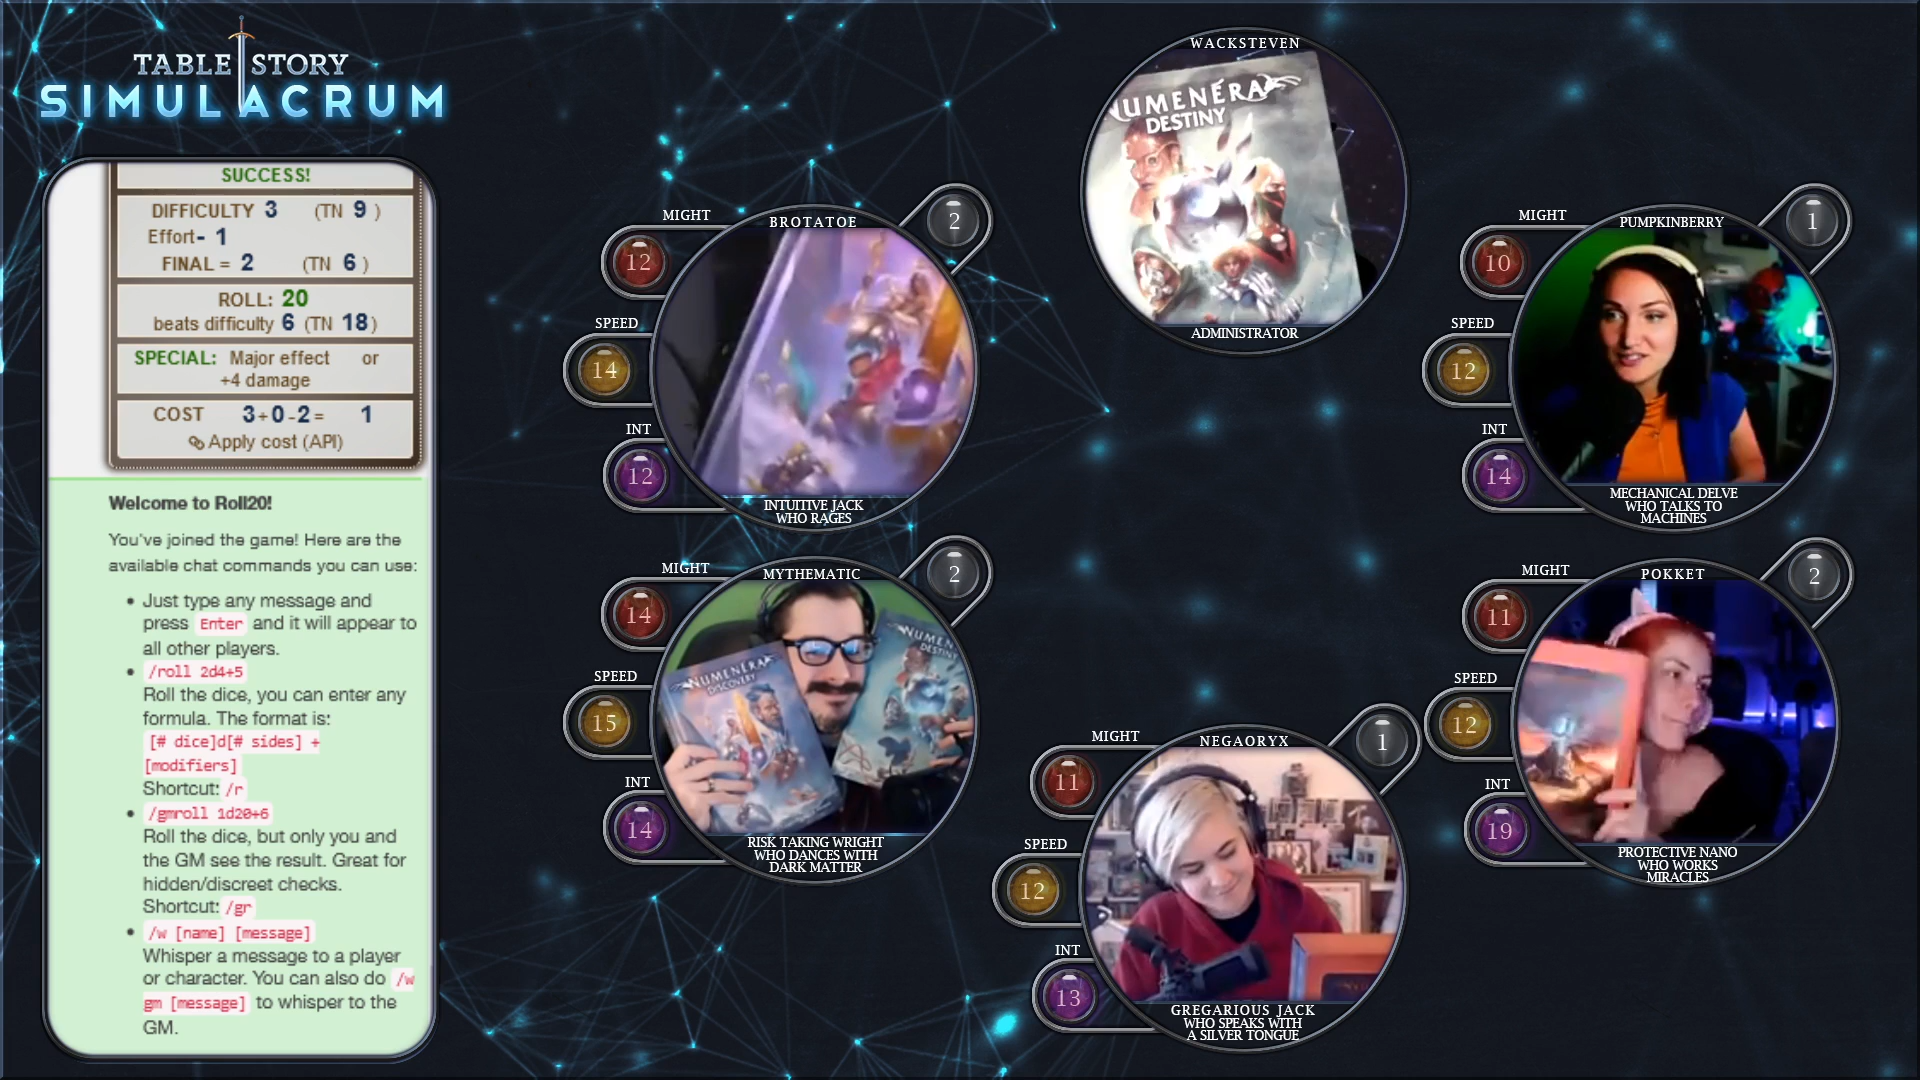 TABLE STORY
SIMULACRUM
SUCCESS!
DIFFICULTY 3 (TN 9 )
Effort- 1
FINAL = 2 (TN 6 )
ROLL: 20
beats difficulty 6 (TN 18)
SPECIAL: Major effect or
+4 damage
COST 3+0-2= 1
Apply cost (API)
Welcome to Roll20!
You've joined the game! Here are the
available chat commands you can use:
• Just type any message and
press Enter and it will appear to
all other players.
• /roll 2d4+5
Roll the dice, you can enter any
formula. The format is:
[# dice]d[# sides] +
[modifiers]
Shortcut: /r
• /gmroll 1d20+6
Roll the dice, but only you and
the GM see the result. Great for
hidden/discreet checks.
Shortcut: /gr
• /w [name] [message]
Whisper a message to a player
or character. You can also do /w
gm [message] to whisper to the
GM.
WACKSTEVEN
NUMENÉRA
DESTINY
ADMINISTRATOR
BROTATOE
2
MIGHT
12
SPEED
14
INT
12
INTUITIVE JACK
WHO RAGES
PUMPKINBERRY
1
MIGHT
10
SPEED
12
INT
14
MECHANICAL DELVE
WHO TALKS TO
MACHINES
MYTHEMATIC
2
MIGHT
14
SPEED
15
INT
14
NUMENÉRA
DISCOVERY
NUMEN
DESTINY
RISK TAKING WRIGHT
WHO DANCES WITH
DARK MATTER
NEGAORYX
1
MIGHT
11
SPEED
12
INT
13
GREGARIOUS JACK
WHO SPEAKS WITH
A SILVER TONGUE
POKKET
2
MIGHT
11
SPEED
12
INT
19
PROTECTIVE NANO
WHO WORKS
MIRACLES